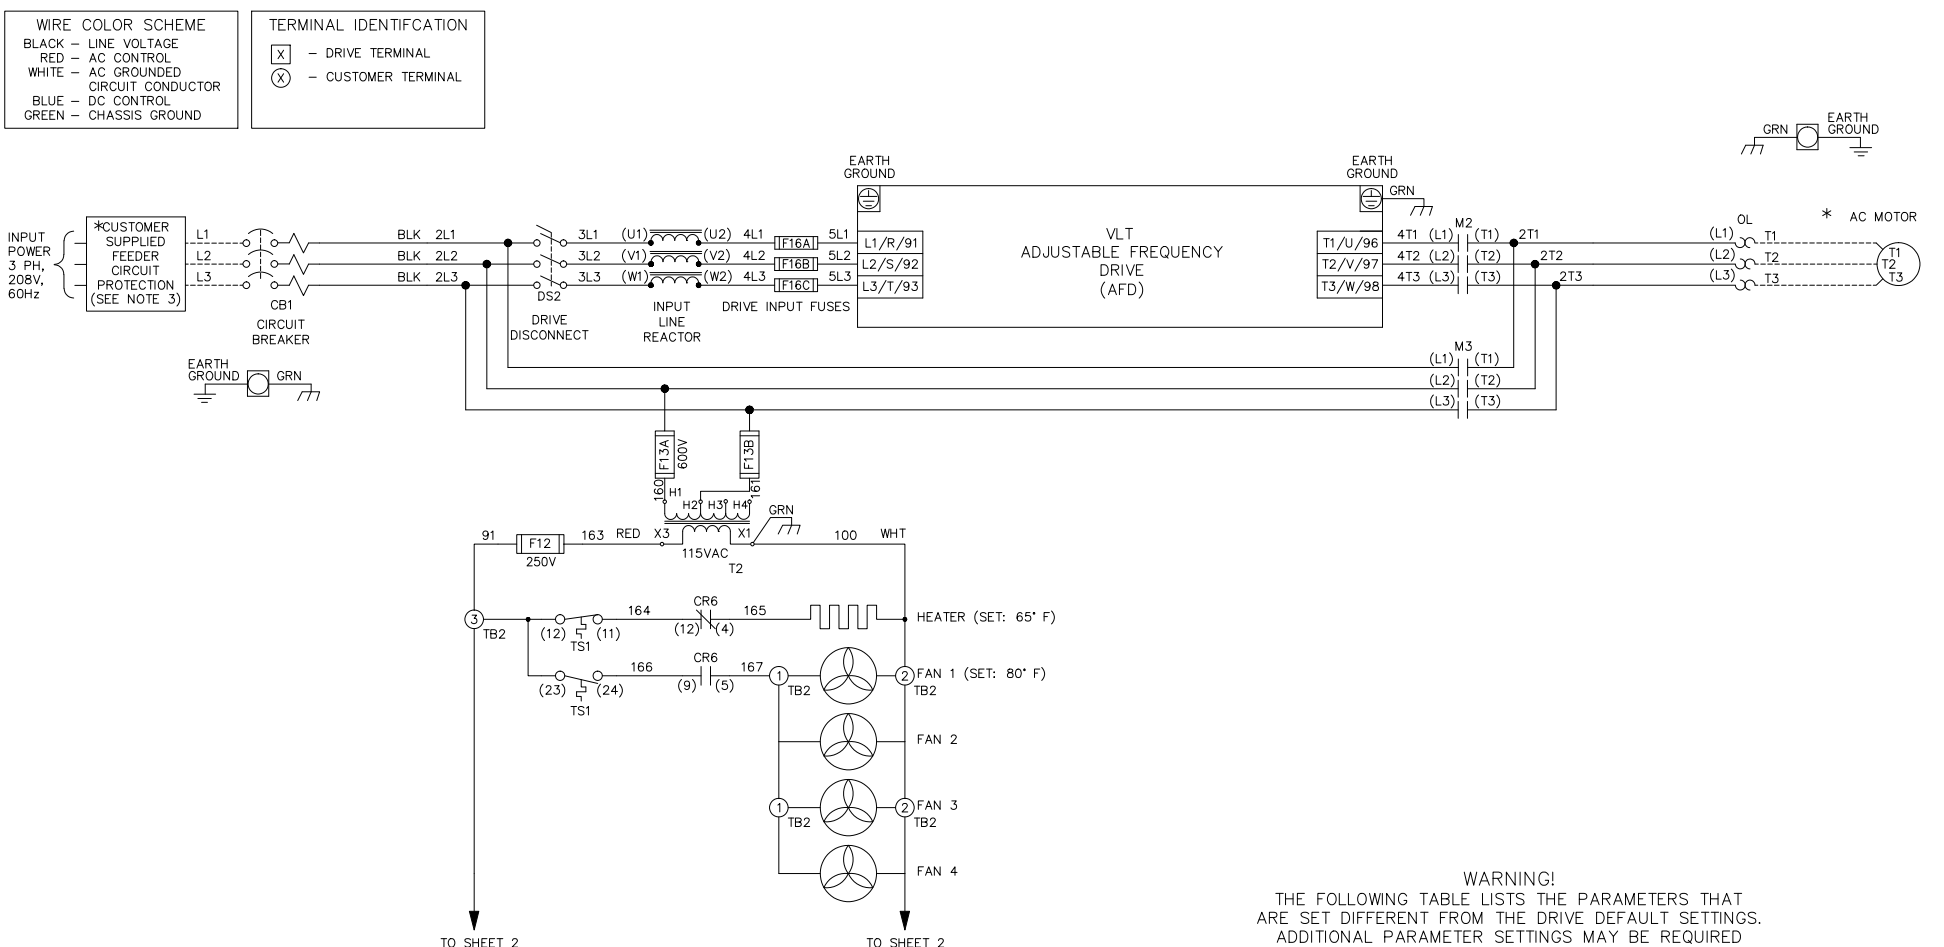 WIRE COLOR SCHEME
BLACK – LINE VOLTAGE
RED – AC CONTROL
WHITE – AC GROUNDED
CIRCUIT CONDUCTOR
BLUE – DC CONTROL
GREEN – CHASSIS GROUND
TERMINAL IDENTIFCATION
X – DRIVE TERMINAL
X – CUSTOMER TERMINAL
GRN
EARTH
GROUND
INPUT
POWER
3 PH,
208V,
60Hz
*CUSTOMER
SUPPLIED
FEEDER
CIRCUIT
PROTECTION
(SEE NOTE 3)
L1
L2
L3
CB1
CIRCUIT
BREAKER
EARTH
GROUND
GRN
BLK 2L1
BLK 2L2
BLK 2L3
DS2
DRIVE
DISCONNECT
3L1 (U1) (U2) 4L1 F16A 5L1
3L2 (V1) (V2) 4L2 F16B 5L2
3L3 (W1) (W2) 4L3 F16C 5L3
INPUT
LINE
REACTOR
DRIVE INPUT FUSES
EARTH
GROUND
L1/R/91
L2/S/92
L3/T/93
VLT
ADJUSTABLE FREQUENCY
DRIVE
(AFD)
EARTH
GROUND
GRN
T1/U/96
T2/V/97
T3/W/98
M2
4T1 (L1) (T1) 2T1
4T2 (L2) (T2) 2T2
4T3 (L3) (T3) 2T3
OL
(L1) T1
(L2) T2
(L3) T3
* AC MOTOR
T1
T2
T3
M3
(L1) (T1)
(L2) (T2)
(L3) (T3)
F13A
600V
F13B
160
161
H1
H2 H3 H4
GRN
91 F12 163 RED X3 X1 100 WHT
250V
115VAC
T2
3
TB2
(12) (11)
TS1
164
CR6
(12) (4)
165
HEATER (SET: 65° F)
(23) (24)
TS1
166
CR6
(9) (5)
167
1
TB2
2
TB2
FAN 1 (SET: 80° F)
FAN 2
1
TB2
2
TB2
FAN 3
FAN 4
TO SHEET 2
TO SHEET 2
WARNING!
THE FOLLOWING TABLE LISTS THE PARAMETERS THAT
ARE SET DIFFERENT FROM THE DRIVE DEFAULT SETTINGS.
ADDITIONAL PARAMETER SETTINGS MAY BE REQUIRED